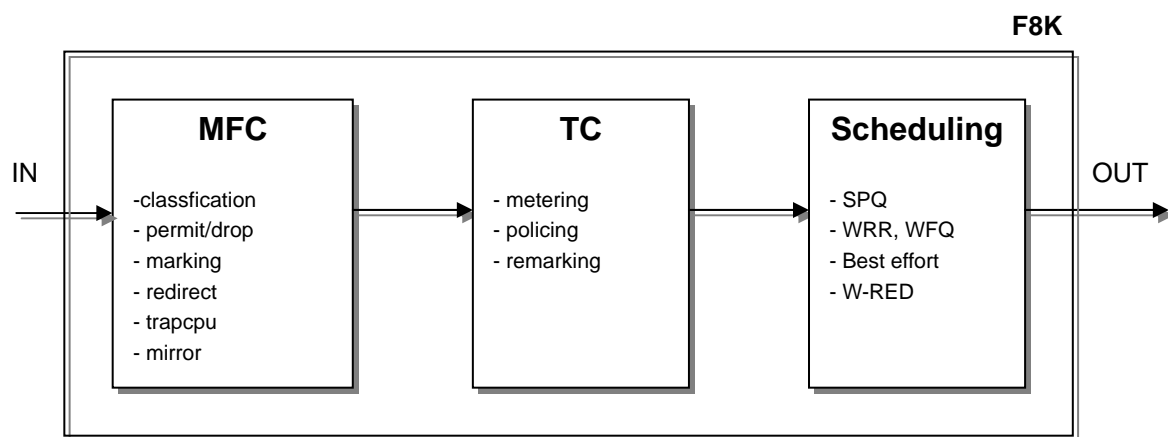 F8K
IN
MFC
-classfication
- permit/drop
- marking
- redirect
- trapcpu
- mirror
TC
- metering
- policing
- remarking
Scheduling
- SPQ
- WRR, WFQ
- Best effort
- W-RED
OUT